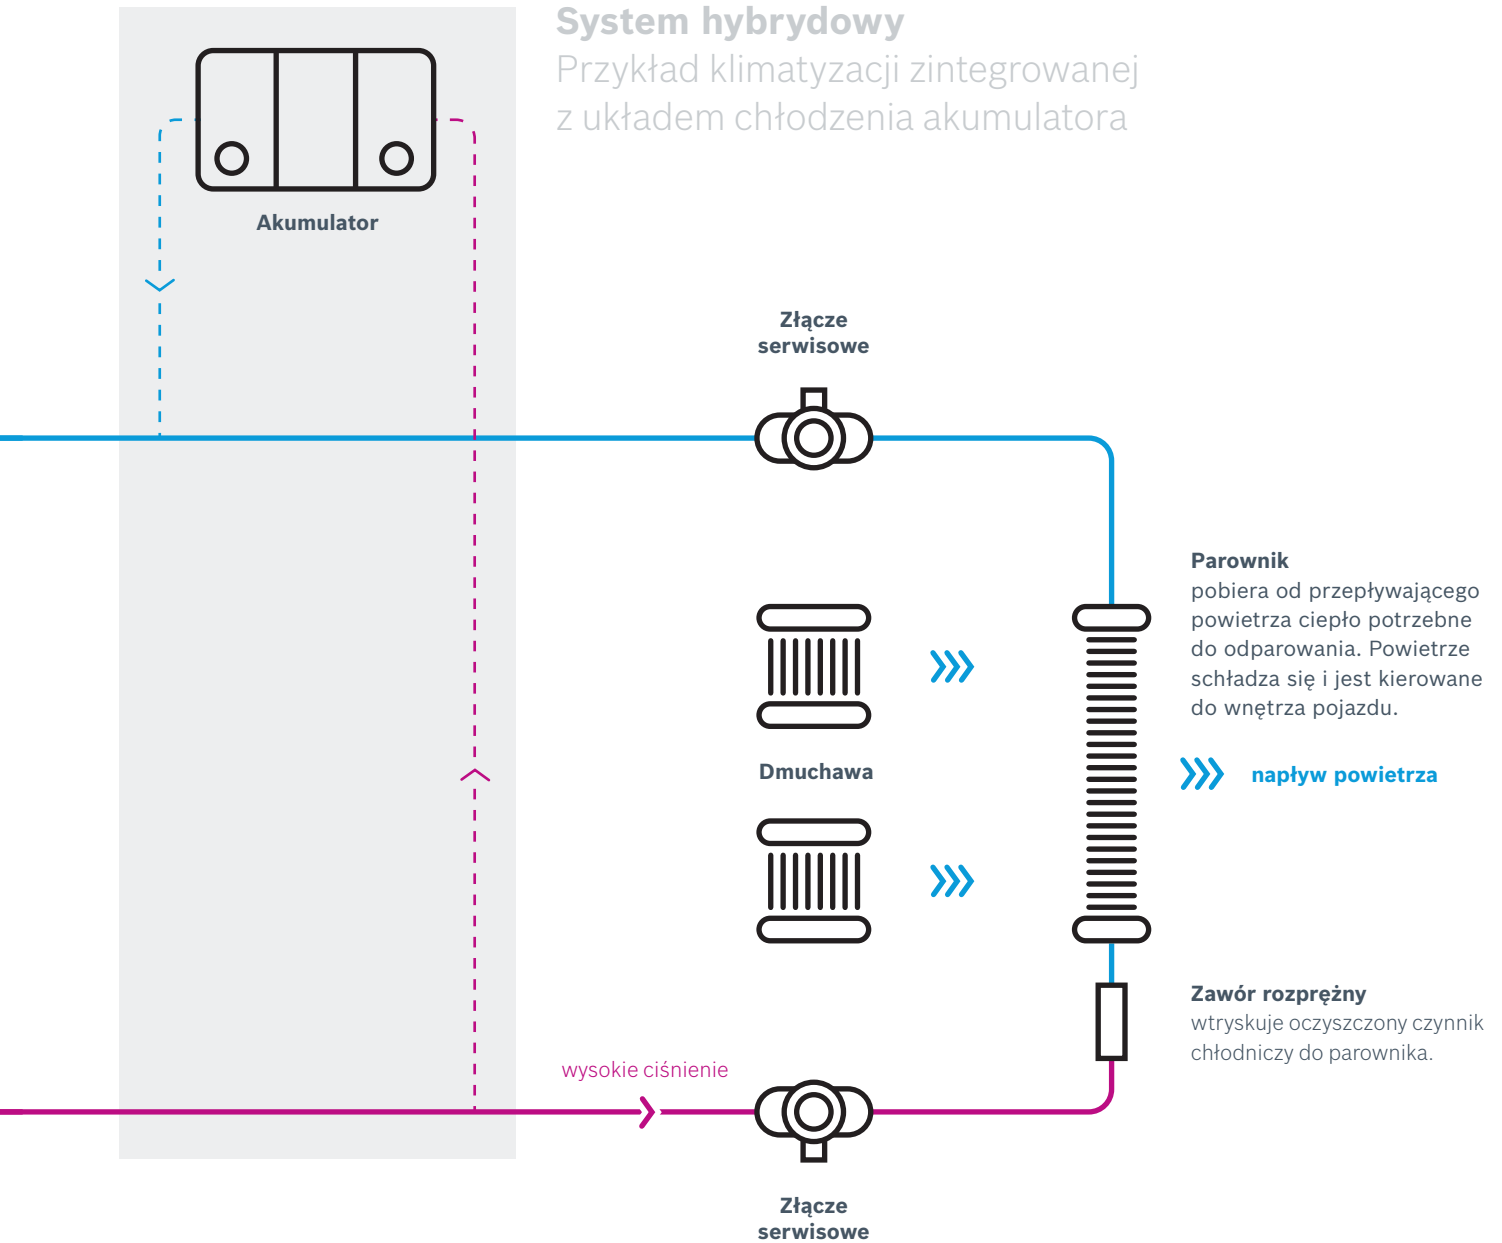 System hybrydowy
Przykład klimatyzacji zintegrowanej
z układem chłodzenia akumulatora
Akumulator
Złącze
serwisowe
Parownik
pobiera od przepływającego
powietrza ciepło potrzebne
do odparowania. Powietrze
schładza się i jest kierowane
do wnętrza pojazdu.
Dmuchawa
napływ powietrza
Zawór rozprężny
wtryskuje oczyszczony czynnik
chłodniczy do parownika.
wysokie ciśnienie
Złącze
serwisowe